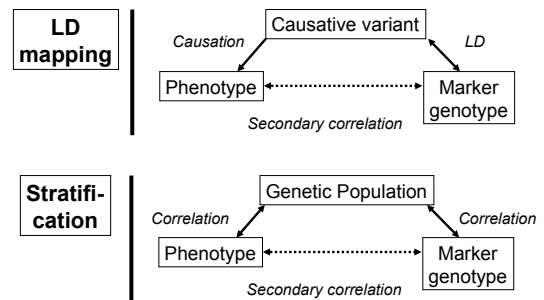 LD
mapping
Causative variant
Causation
LD
Phenotype
Marker
genotype
Secondary correlation
Stratifi-
cation
Genetic Population
Correlation
Correlation
Phenotype
Marker
genotype
Secondary correlation